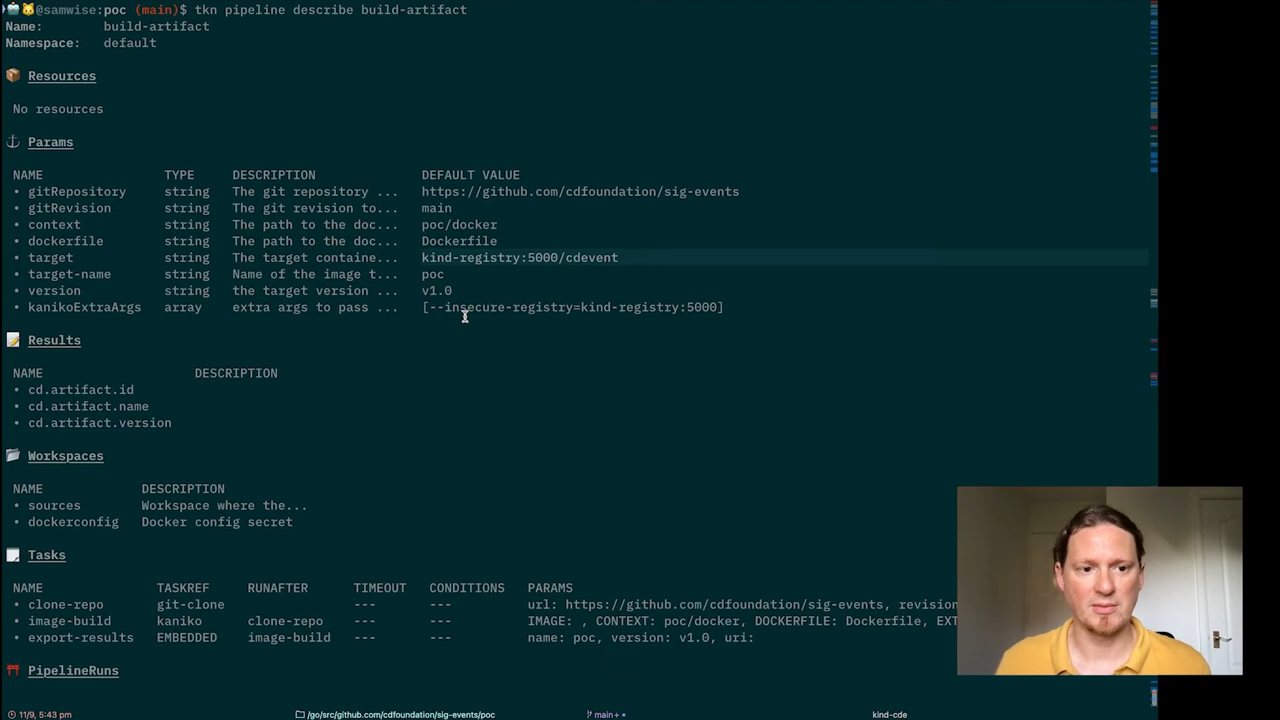 @samwise:poc (main)$ tkn pipeline describe build-artifact
Name: build-artifact
Namespace: default
Resources
No resources
Params
NAME TYPE DESCRIPTION DEFAULT VALUE
• gitRepository string The git repository ... https://github.com/cdfoundation/sig-events
• gitRevision string The git revision to... main
• context string The path to the doc... poc/docker
• dockerfile string The path to the doc... Dockerfile
• target string The target containe... kind-registry:5000/cdevent
• target-name string Name of the image t... poc
• version string the target version ... v1.0
• kanikoExtraArgs array extra args to pass ... [--insecure-registry=kind-registry:5000]
Results
NAME DESCRIPTION
• cd.artifact.id
• cd.artifact.name
• cd.artifact.version
Workspaces
NAME DESCRIPTION
• sources Workspace where the...
• dockerconfig Docker config secret
Tasks
NAME TASKREF RUNAFTER TIMEOUT CONDITIONS PARAMS
• clone-repo git-clone --- --- url: https://github.com/cdfoundation/sig-events, revision
• image-build kaniko clone-repo --- --- IMAGE: , CONTEXT: poc/docker, DOCKERFILE: Dockerfile, EXT
• export-results EMBEDDED image-build --- --- name: poc, version: v1.0, uri:
PipelineRuns
11/9, 5:43 pm /go/src/github.com/cdfoundation/sig-events/poc main+ • kind-cde